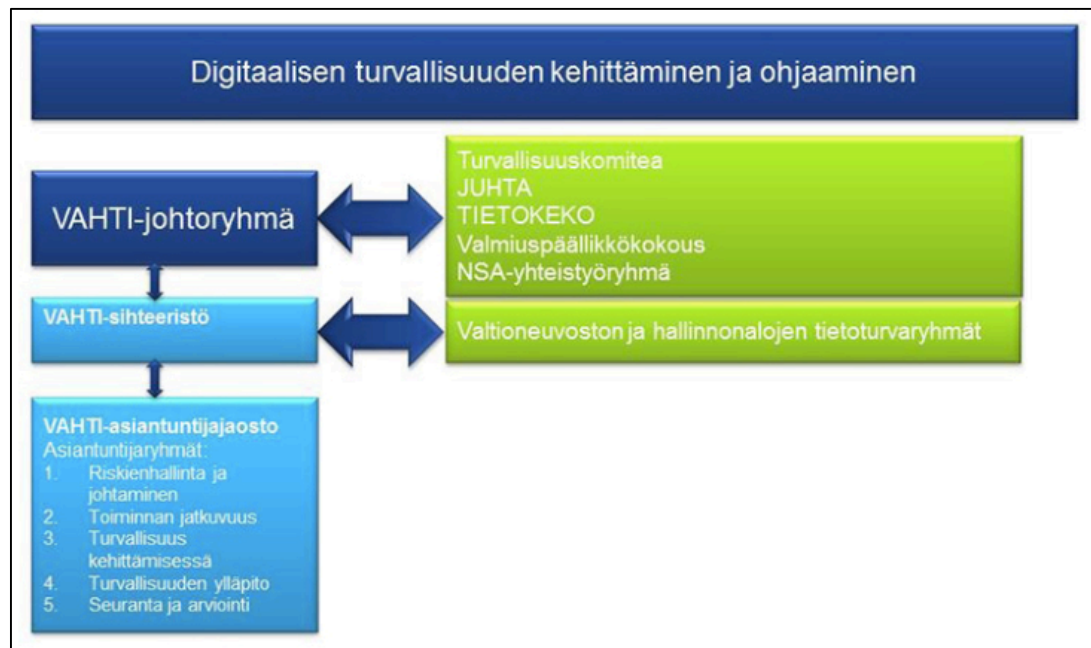 Digitaalisen turvallisuuden kehittäminen ja ohjaaminen
VAHTI-johtoryhmä
Turvallisuuskomitea
JUHTA
TIETOKEKO
Valmiuspäällikkökokous
NSA-yhteistyöryhmä
VAHTI-sihteeristö
Valtioneuvoston ja hallinnonalojen tietoturvaryhmät
VAHTI-asiantuntijajaosto
Asiantuntijaryhmät:
1. Riskienhallinta ja
johtaminen
2. Toiminnan jatkuvuus
3. Turvallisuus
kehittämisessä
4. Turvallisuuden ylläpito
5. Seuranta ja arviointi